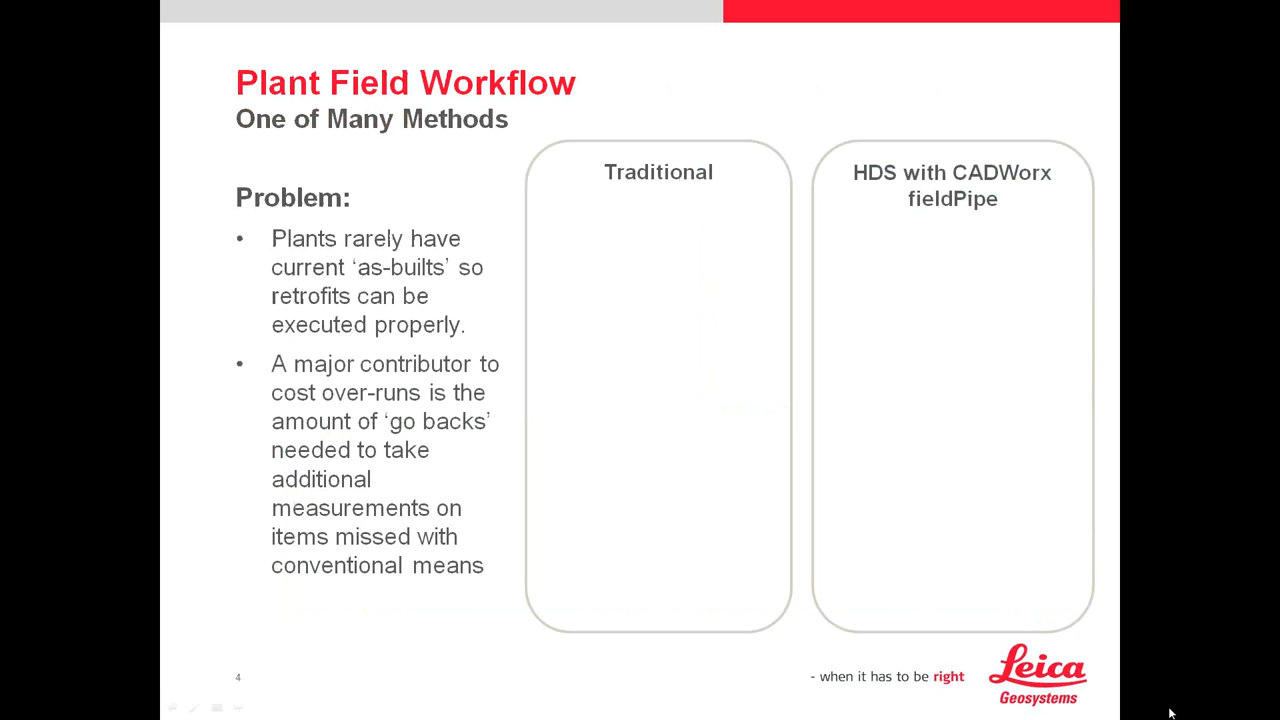 Plant Field Workflow
One of Many Methods
Problem:
• Plants rarely have
current ‘as-builts’ so
retrofits can be
executed properly.
• A major contributor to
cost over-runs is the
amount of ‘go backs’
needed to take
additional
measurements on
items missed with
conventional means
Traditional
HDS with CADWorx
fieldPipe
4
- when it has to be right
Leica
Geosystems